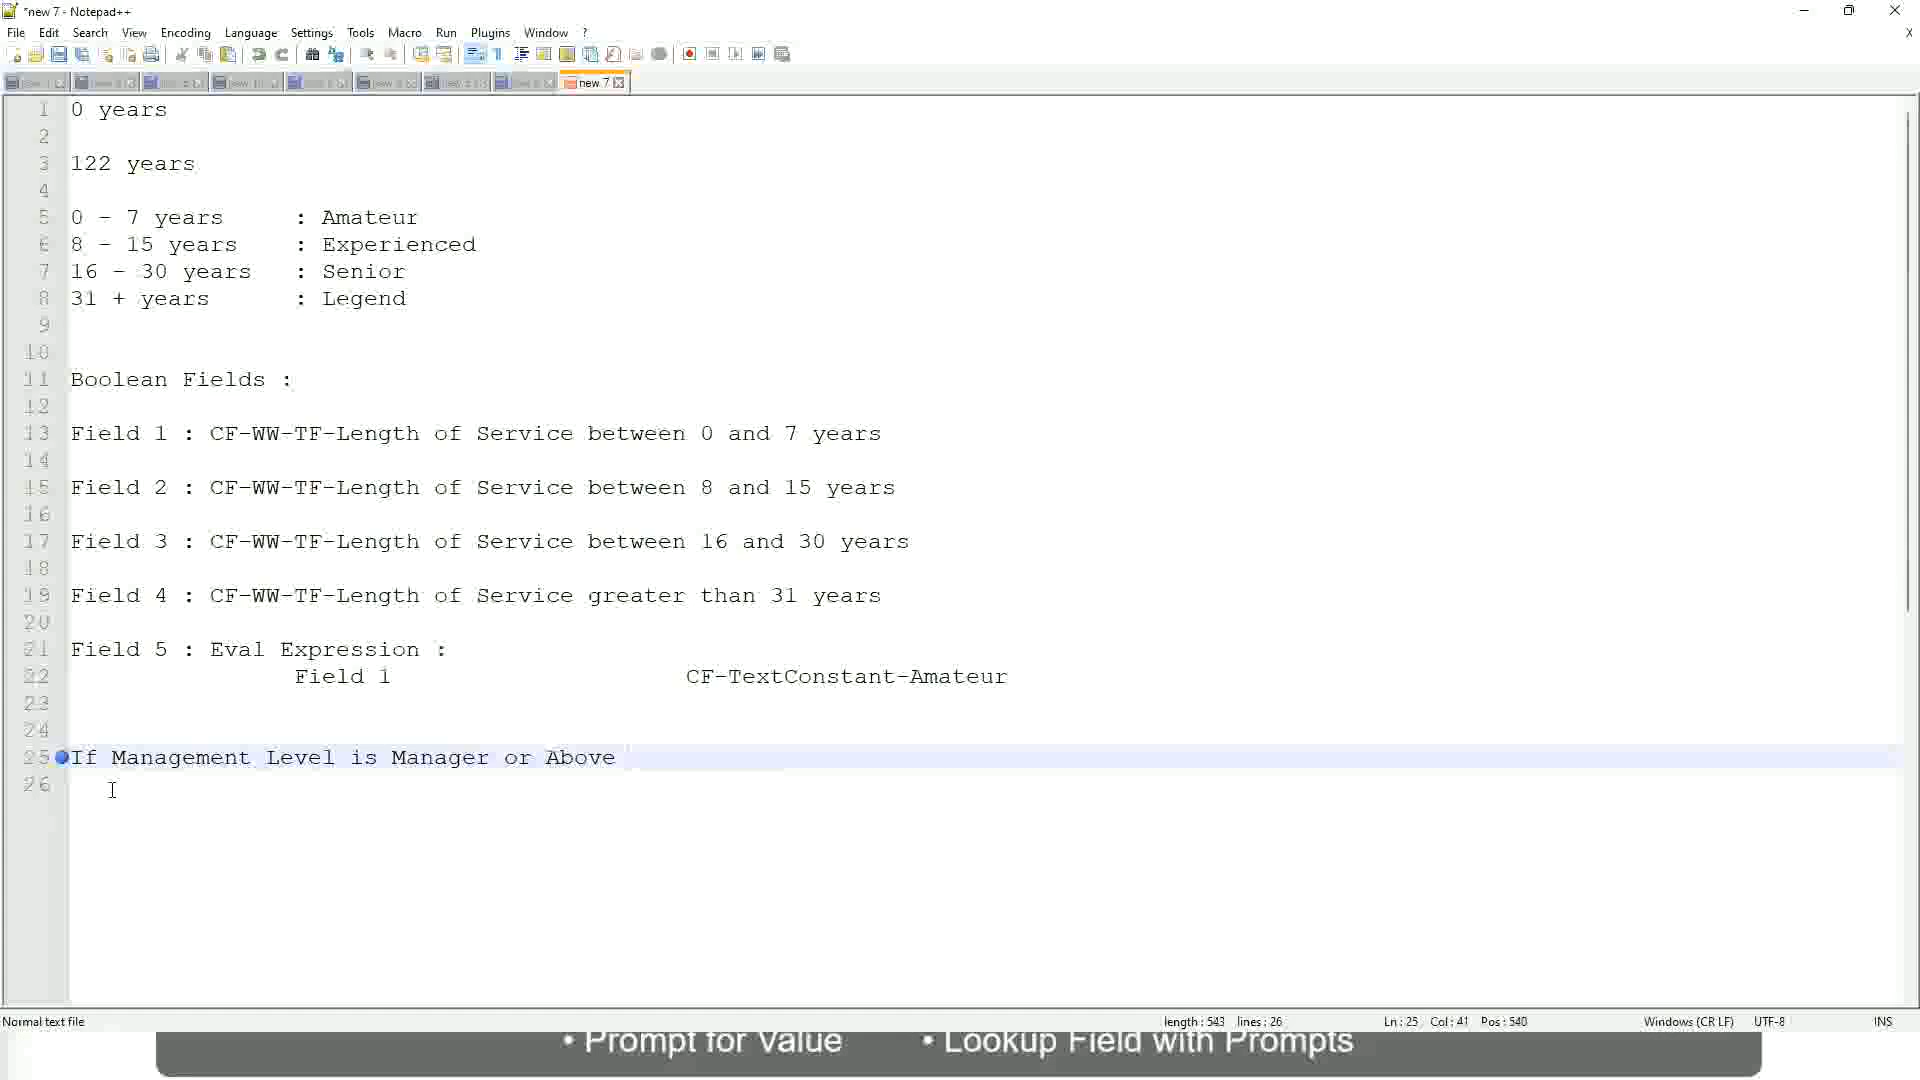 *new 7 - Notepad++
File Edit Search View Encoding Language Settings Tools Macro Run Plugins Window ? X
new 7
1 0 years
2
3 122 years
4
5 0 - 7 years : Amateur
6 8 - 15 years : Experienced
7 16 - 30 years : Senior
8 31 + years : Legend
9
10
11 Boolean Fields :
12
13 Field 1 : CF-WW-TF-Length of Service between 0 and 7 years
14
15 Field 2 : CF-WW-TF-Length of Service between 8 and 15 years
16
17 Field 3 : CF-WW-TF-Length of Service between 16 and 30 years
18
19 Field 4 : CF-WW-TF-Length of Service greater than 31 years
20
21 Field 5 : Eval Expression :
22 Field 1 CF-TextConstant-Amateur
23
24
25 If Management Level is Manager or Above
26
Normal text file length : 543 lines : 26 Ln : 25 Col : 41 Pos : 540 Windows (CR LF) UTF-8 INS
• Prompt for Value • Lookup Field with Prompts